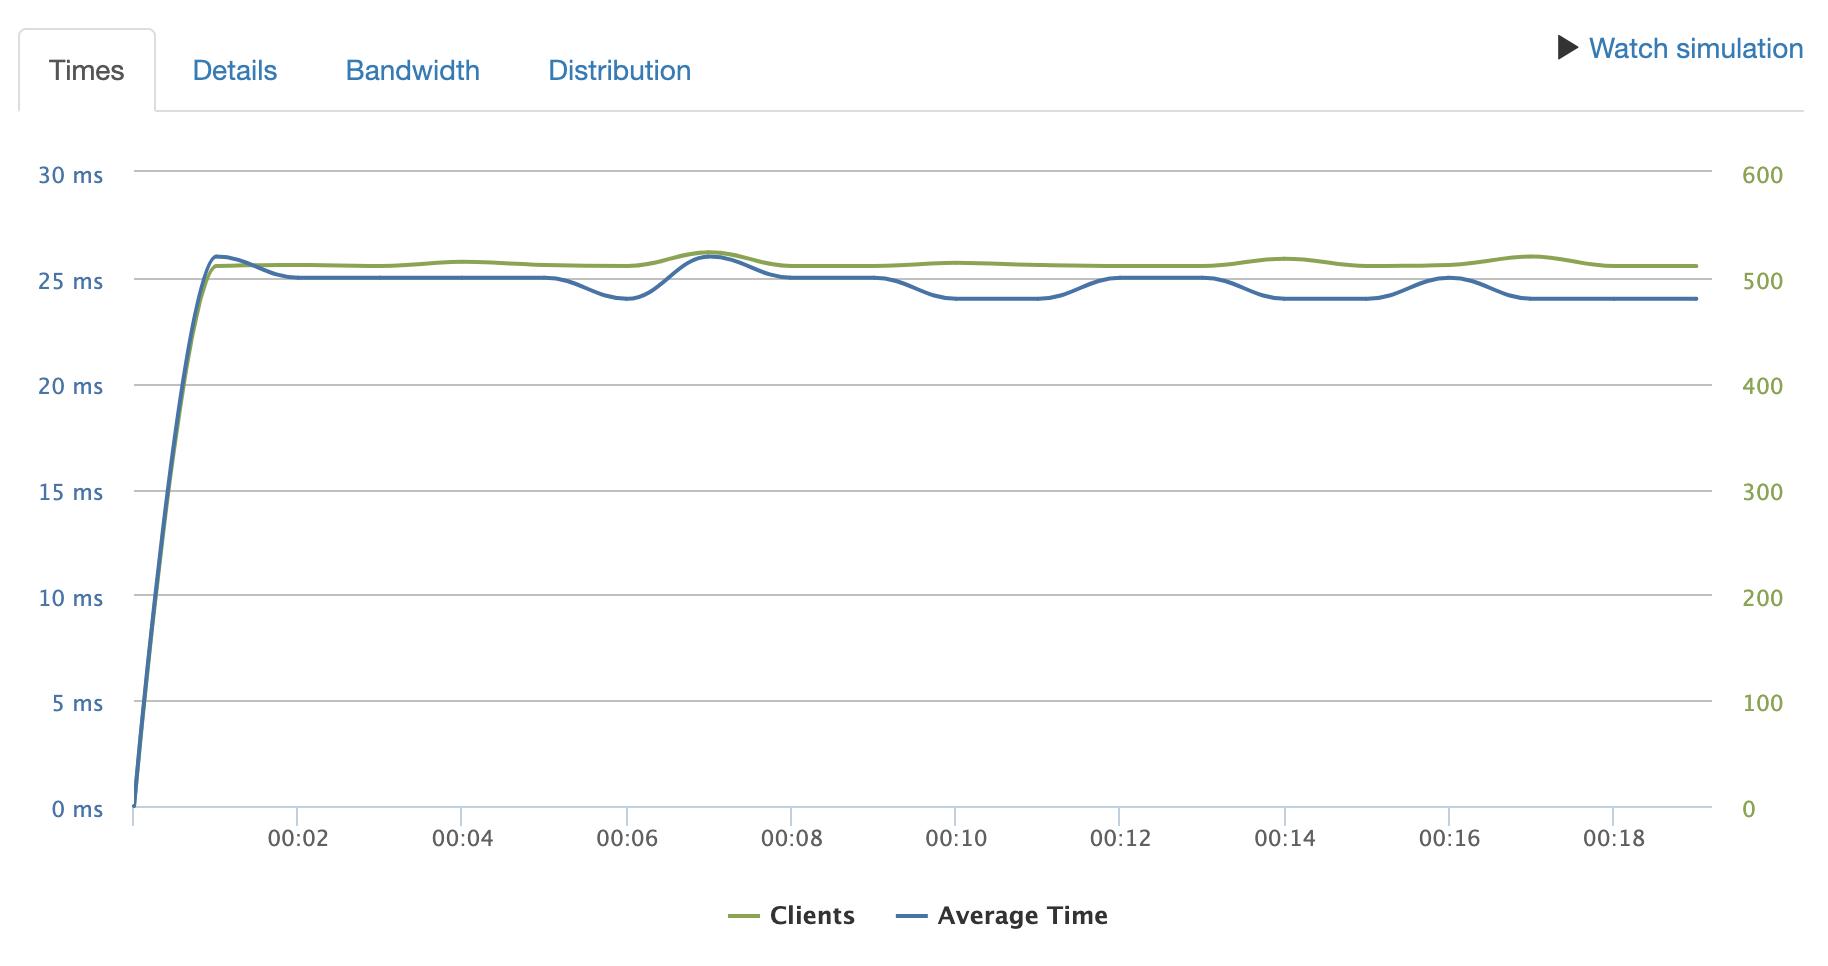 Times Details Bandwidth Distribution Watch simulation
30 ms 600
25 ms 500
20 ms 400
15 ms 300
10 ms 200
5 ms 100
0 ms 0
00:02 00:04 00:06 00:08 00:10 00:12 00:14 00:16 00:18
Clients Average Time